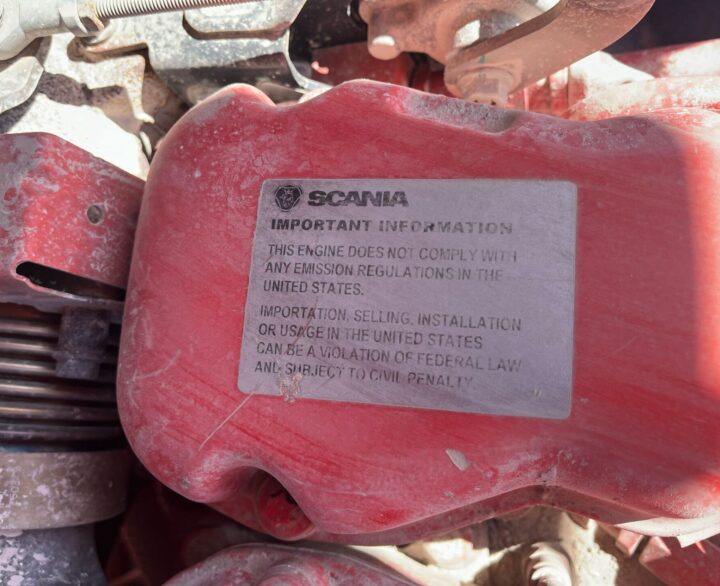 SCANIA
IMPORTANT INFORMATION
THIS ENGINE DOES NOT COMPLY WITH
ANY EMISSION REGULATIONS IN THE
UNITED STATES.
IMPORTATION, SELLING, INSTALLATION
OR USAGE IN THE UNITED STATES
CAN BE A VIOLATION OF FEDERAL LAW
AND SUBJECT TO CIVIL PENALTY